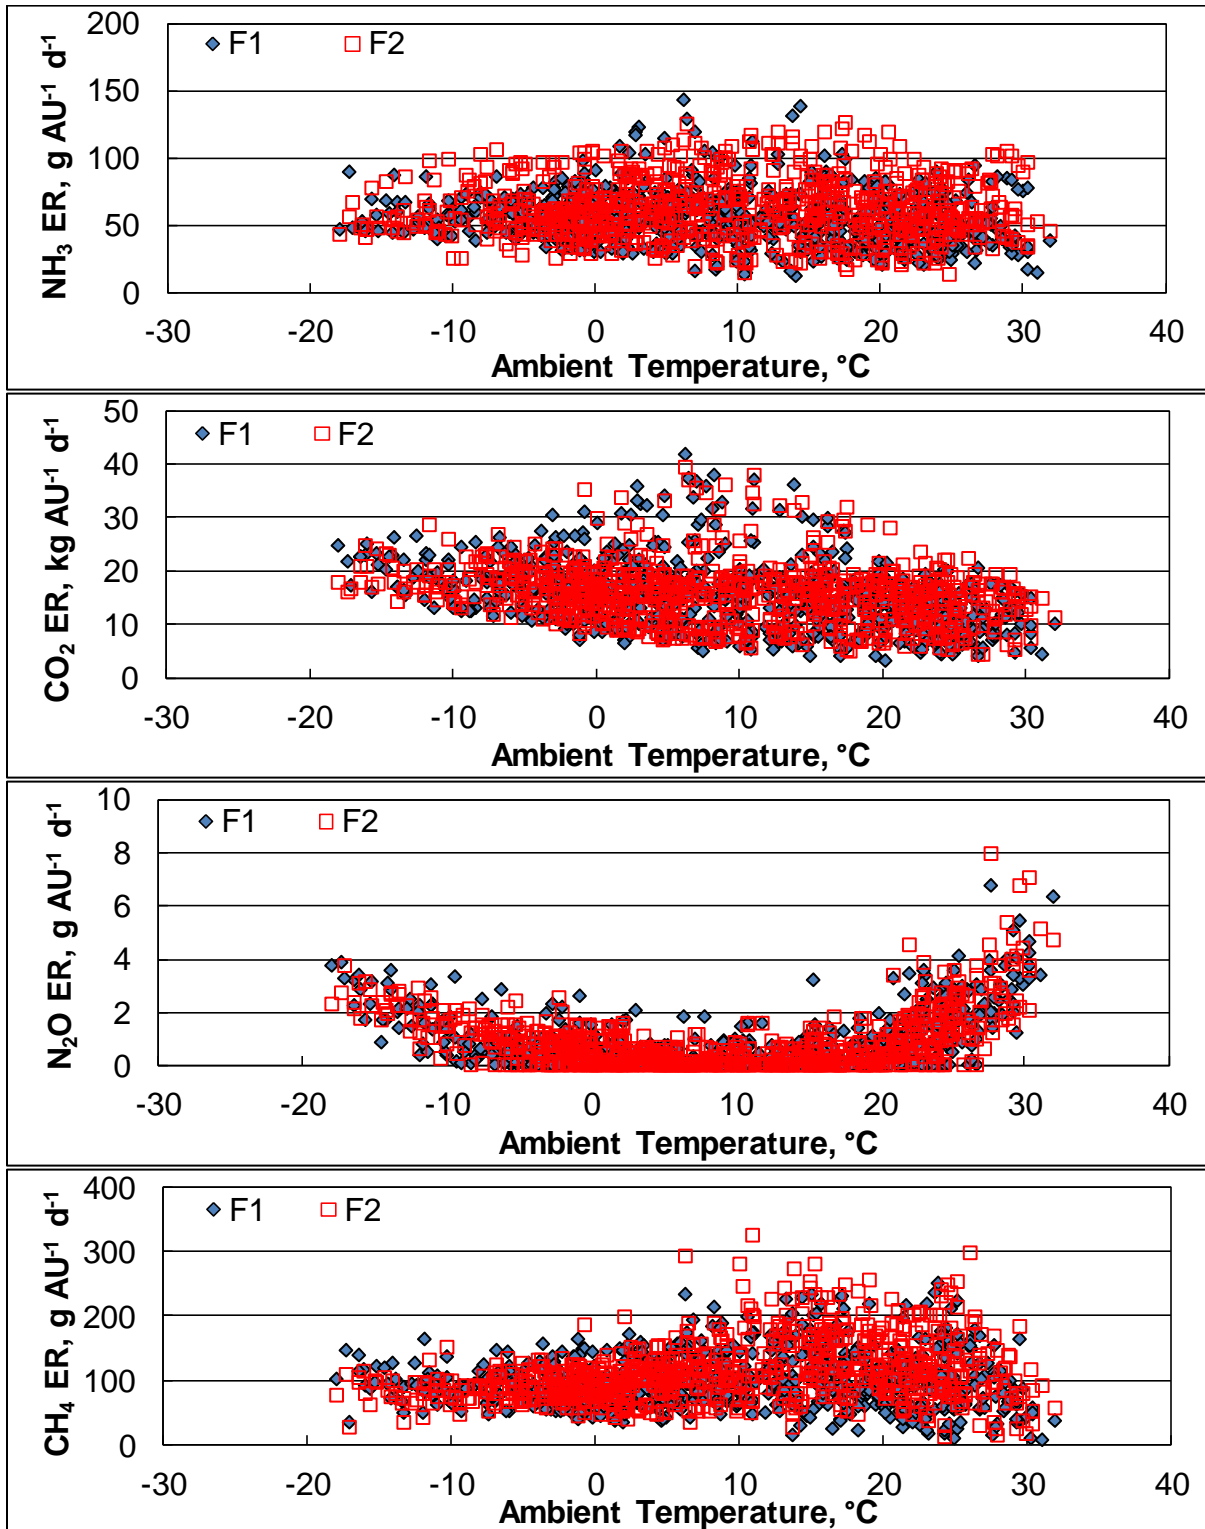 F1 F2
200
150
100
50
0
-30 -20 -10 0 10 20 30 40
NH₃ ER, g AU⁻¹ d⁻¹
Ambient Temperature, °C
F1 F2
50
40
30
20
10
0
-30 -20 -10 0 10 20 30 40
CO₂ ER, kg AU⁻¹ d⁻¹
Ambient Temperature, °C
F1 F2
10
8
6
4
2
0
-30 -20 -10 0 10 20 30 40
N₂O ER, g AU⁻¹ d⁻¹
Ambient Temperature, °C
F1 F2
400
300
200
100
0
-30 -20 -10 0 10 20 30 40
CH₄ ER, g AU⁻¹ d⁻¹
Ambient Temperature, °C